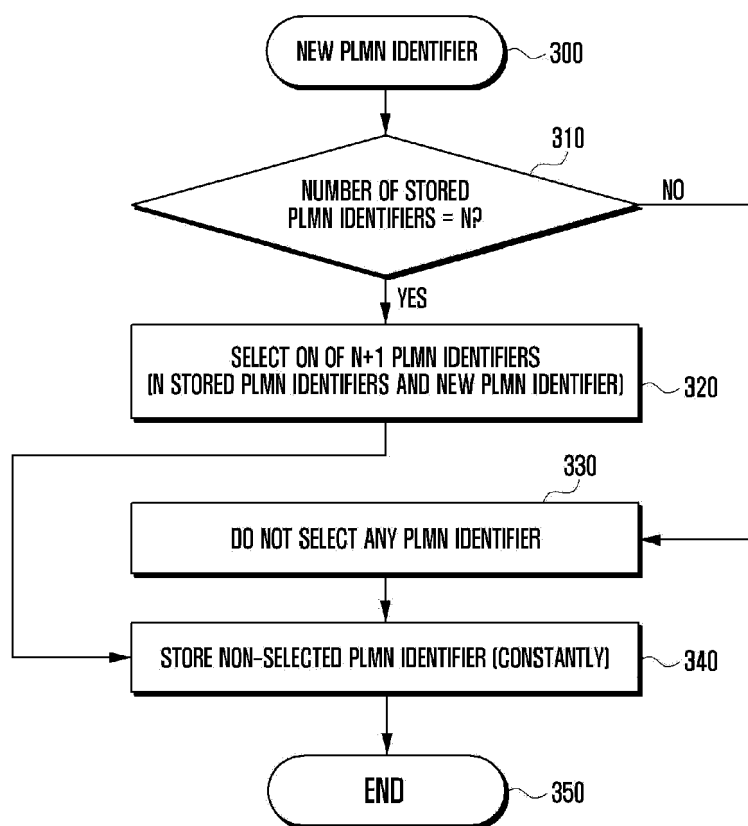 NEW PLMN IDENTIFIER
300
310
NUMBER OF STORED
PLMN IDENTIFIERS = N?
NO
YES
SELECT ON OF N+1 PLMN IDENTIFIERS
(N STORED PLMN IDENTIFIERS AND NEW PLMN IDENTIFIER)
320
330
DO NOT SELECT ANY PLMN IDENTIFIER
STORE NON-SELECTED PLMN IDENTIFIER (CONSTANTLY)
340
END
350